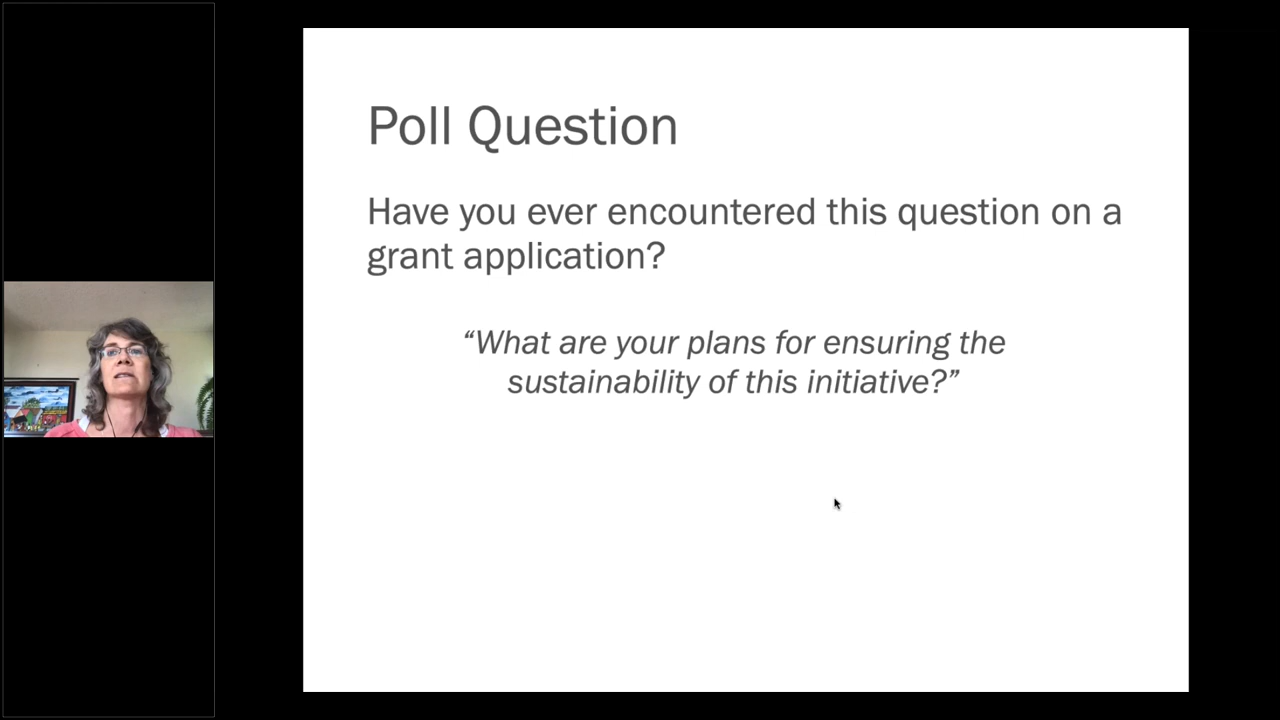 Poll Question
Have you ever encountered this question on a
grant application?
“What are your plans for ensuring the
sustainability of this initiative?”